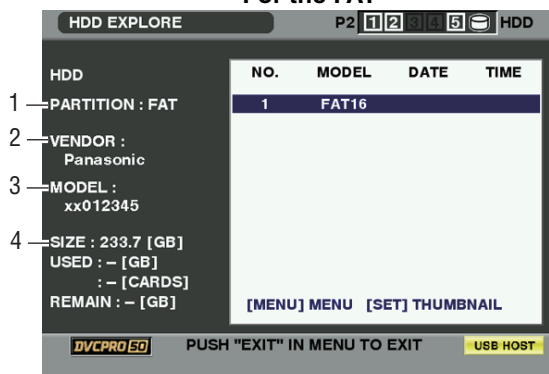 For the FAT
HDD EXPLORE P2 1 2 3 4 5 HDD
HDD
NO. MODEL DATE TIME
1 PARTITION : FAT
1 FAT16
2 VENDOR :
Panasonic
3 MODEL :
xx012345
4 SIZE : 233.7 [GB]
USED : – [GB]
: – [CARDS]
REMAIN : – [GB]
[MENU] MENU [SET] THUMBNAIL
DVCPRO 50 PUSH "EXIT" IN MENU TO EXIT USB HOST